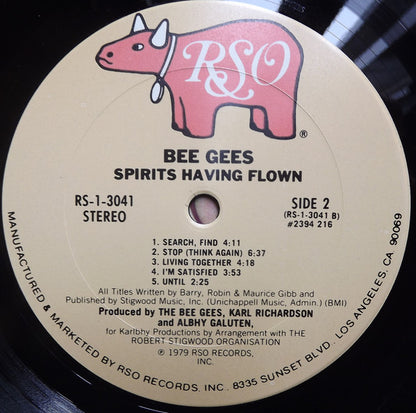 RSO
®
BEE GEES
SPIRITS HAVING FLOWN
RS-1-3041
STEREO
SIDE 2
(RS-1-3041 B)
#2394 216
1. SEARCH, FIND 4:11
2. STOP (THINK AGAIN) 6:37
3. LIVING TOGETHER 4:18
4. I'M SATISFIED 3:53
5. UNTIL 2:25
All Titles Written by Barry, Robin & Maurice Gibb and
Published by Stigwood Music, Inc. (Unichappell Music, Admin.) (BMI)
Produced by THE BEE GEES, KARL RICHARDSON
and ALBHY GALUTEN,
for Karlbhy Productions by Arrangement with THE
ROBERT STIGWOOD ORGANISATION
℗ 1979 RSO RECORDS,
INC.
MANUFACTURED & MARKETED BY RSO RECORDS, INC. 8335 SUNSET BLVD. LOS ANGELES, CA 90069